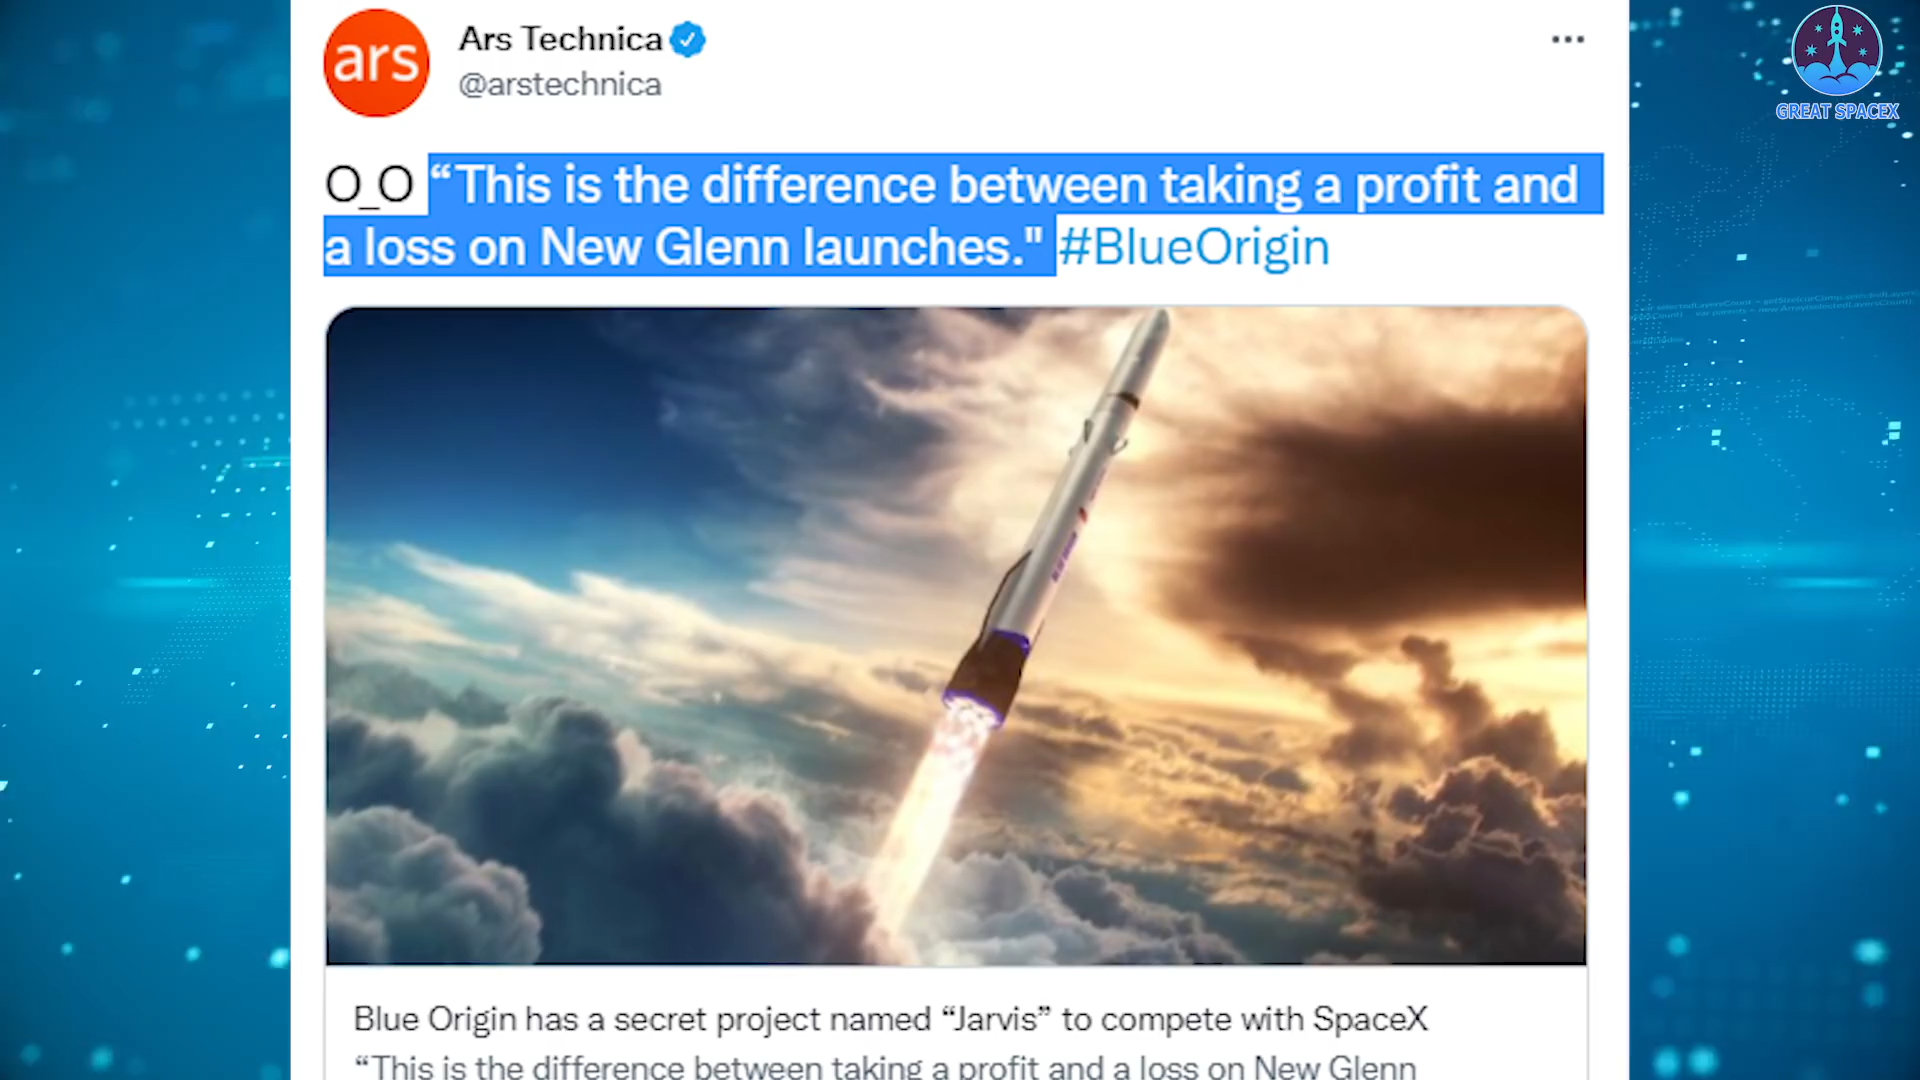 ars
Ars Technica
@arstechnica
GREAT SPACEX
O_O “This is the difference between taking a profit and
a loss on New Glenn launches." #BlueOrigin
Blue Origin has a secret project named “Jarvis” to compete with SpaceX
“This is the difference between taking a profit and a loss on New Glenn